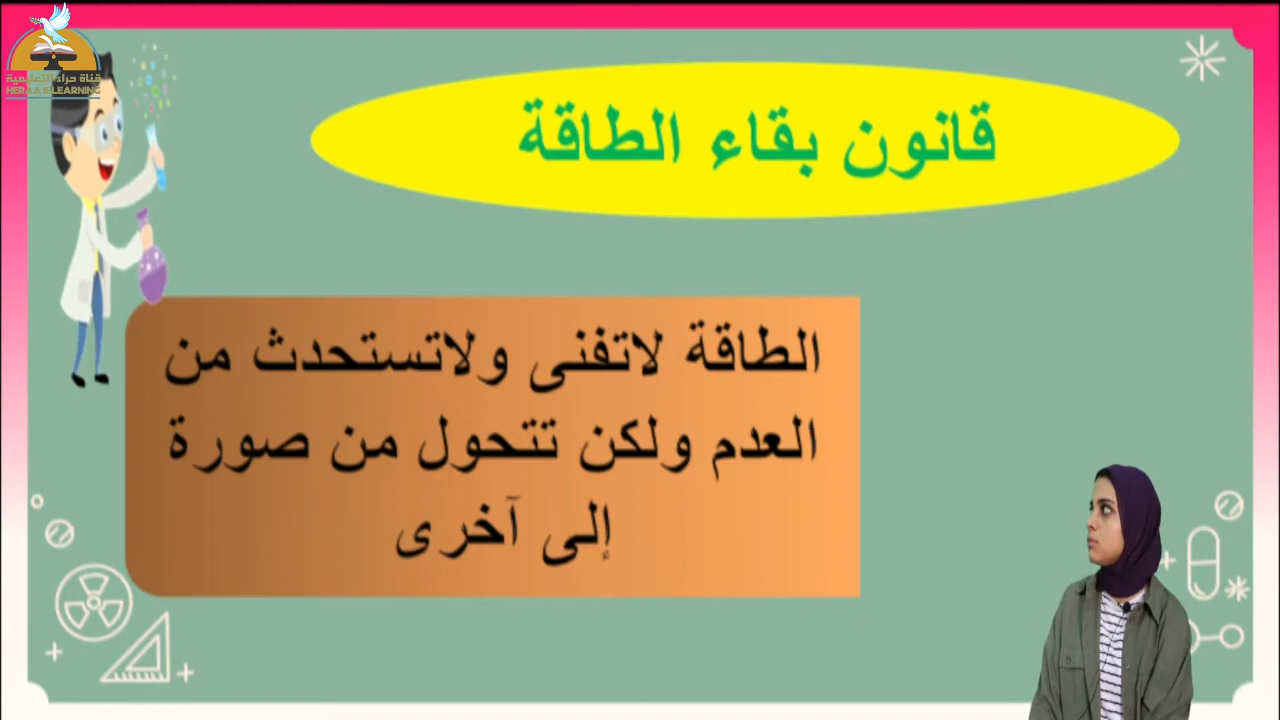 قناة حراء التعليمية
HERAA E-LEARNING
قانون بقاء الطاقة
الطاقة لاتفنى ولاتستحدث من
العدم ولكن تتحول من صورة
إلى آخرى